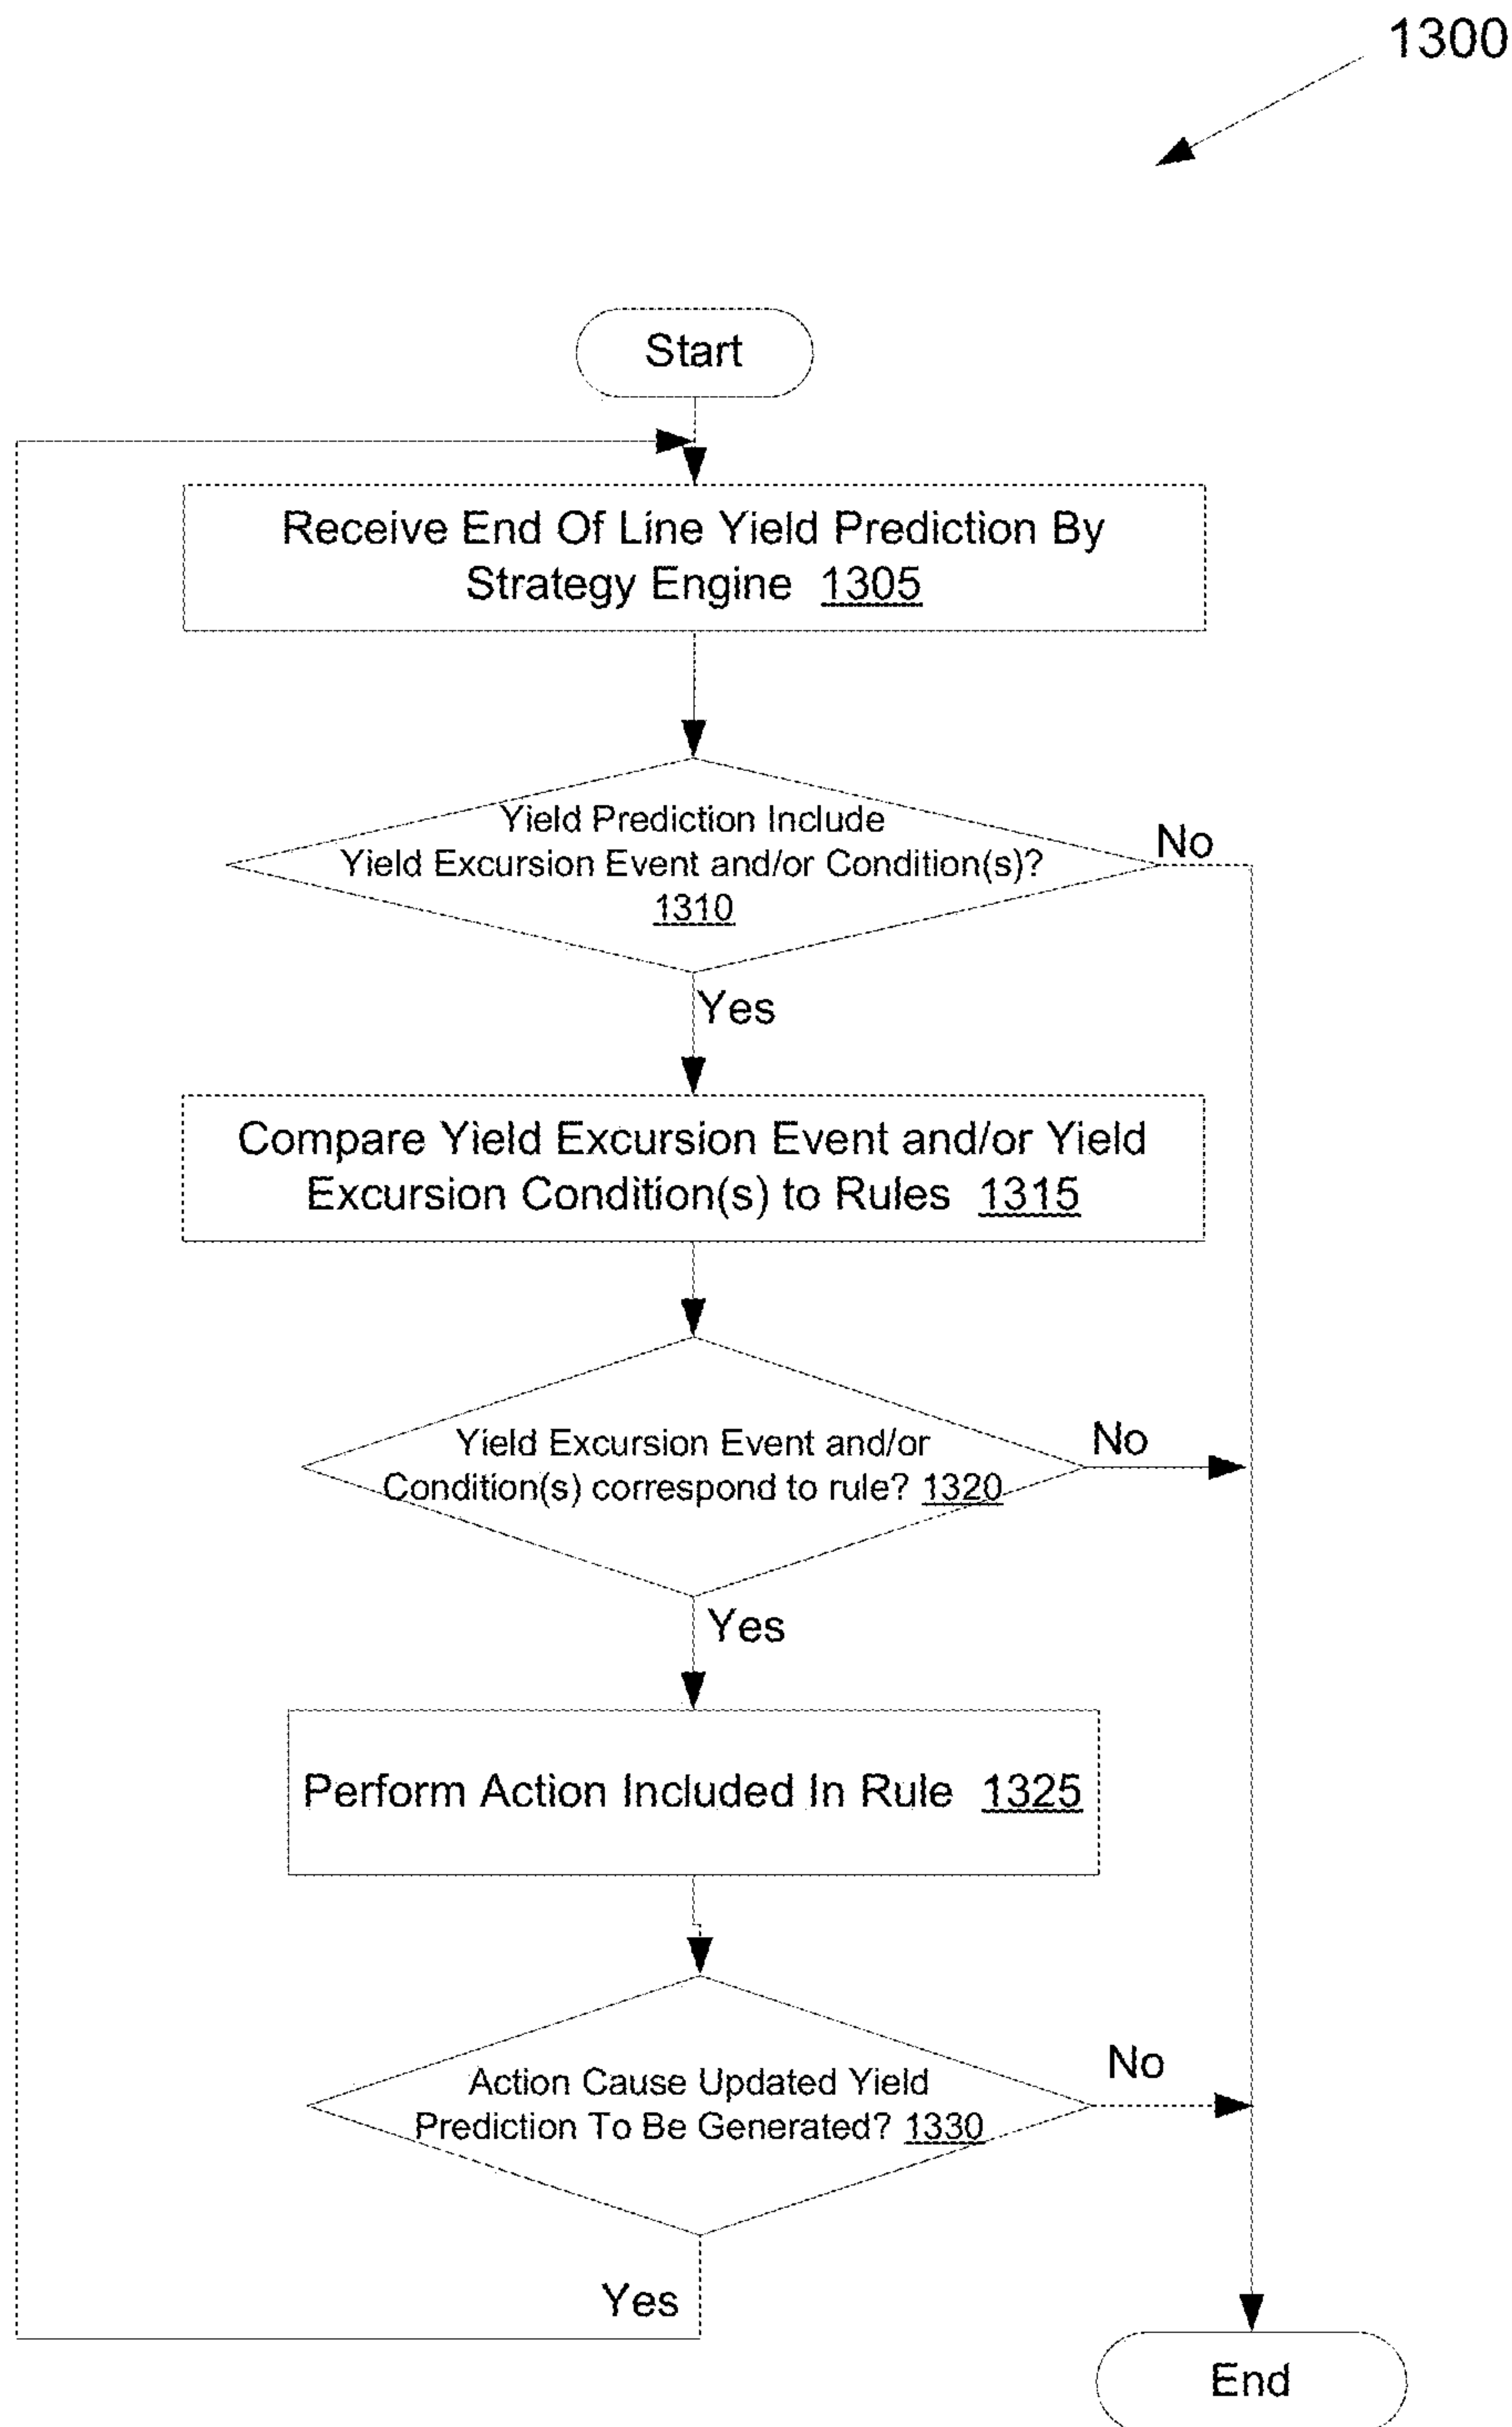 1300
Start
Receive End Of Line Yield Prediction By
Strategy Engine 1305
Yield Prediction Include
Yield Excursion Event and/or Condition(s)?
1310
No
Yes
Compare Yield Excursion Event and/or Yield
Excursion Condition(s) to Rules 1315
Yield Excursion Event and/or
Condition(s) correspond to rule? 1320
No
Yes
Perform Action Included In Rule 1325
Action Cause Updated Yield
Prediction To Be Generated? 1330
No
Yes
End